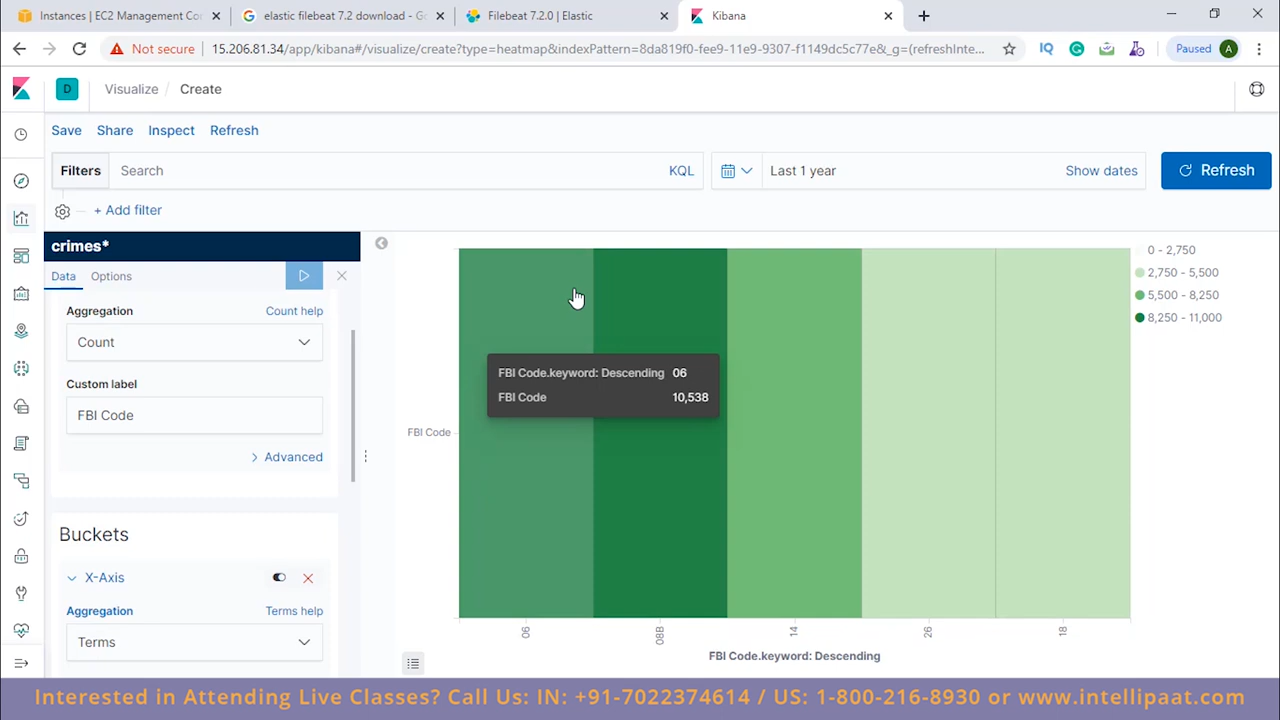 Instances | EC2 Management Con
elastic filebeat 7.2 download - Go
Filebeat 7.2.0 | Elastic
Kibana
Not secure
15.206.81.34/app/kibana#/visualize/create?type=heatmap&indexPattern=8da819f0-fee9-11e9-9307-f1149dc5c77e&_g=(refreshInte...
IQ
Paused
A
D
Visualize
Create
Save
Share
Inspect
Refresh
Filters
Search
KQL
Last 1 year
Show dates
Refresh
+ Add filter
crimes*
Data
Options
Aggregation
Count help
Count
Custom label
FBI Code
Advanced
Buckets
X-Axis
Aggregation
Terms help
Terms
0 - 2,750
2,750 - 5,500
5,500 - 8,250
8,250 - 11,000
FBI Code.keyword: Descending 06
FBI Code 10,538
FBI Code
06
08B
14
26
18
FBI Code.keyword: Descending
Interested in Attending Live Classes? Call Us: IN: +91-7022374614 / US: 1-800-216-8930 or www.intellipaat.com